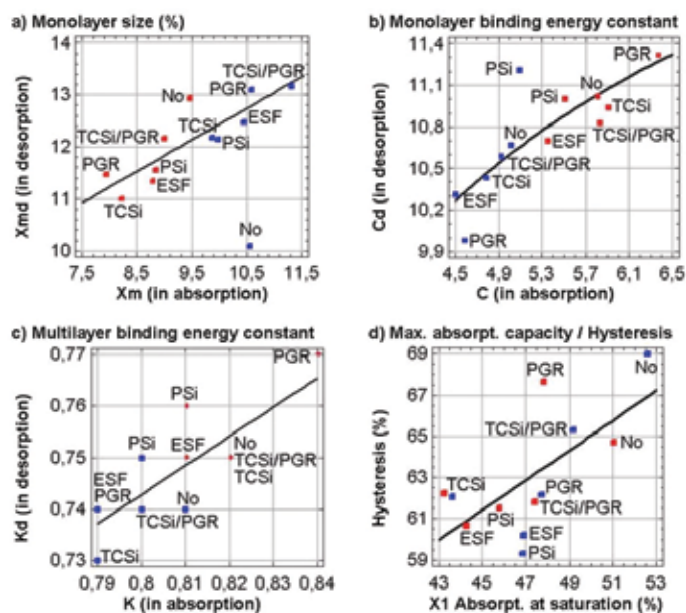 a) Monolayer size (%)
14
13
12
11
10
Xmd (in desorption)
7,5
8,5
9,5
10,5
11,5
Xm (in absorption)
TCSi/PGR
PGR
No
ESF
TCSi
PSi
TCSi/PGR
PGR
PSi
ESF
TCSi
No
b) Monolayer binding energy constant
11,4
11,1
10,8
10,5
10,2
9,9
Cd (in desorption)
4,5
4,9
5,3
5,7
6,1
6,5
C (in absorption)
PGR
PSi
PSi
No
TCSi
TCSi/PGR
No
ESF
TCSi/PGR
TCSi
ESF
PGR
c) Multilayer binding energy constant
0,77
0,76
0,75
0,74
0,73
Kd (in desorption)
0,79
0,8
0,81
0,82
0,83
0,84
K (in absorption)
PGR
PSi
PSi
ESF
No
TCSi/PGR
TCSi
ESF
PGR
No
TCSi/PGR
TCSi
d) Max. absorpt. capacity / Hysteresis
69
67
65
63
61
59
Hysteresis (%)
43
45
47
49
51
53
X1 Absorpt. at saturation (%)
No
PGR
TCSi/PGR
No
TCSi
PGR
PSi
TCSi/PGR
ESF
ESF
PSi